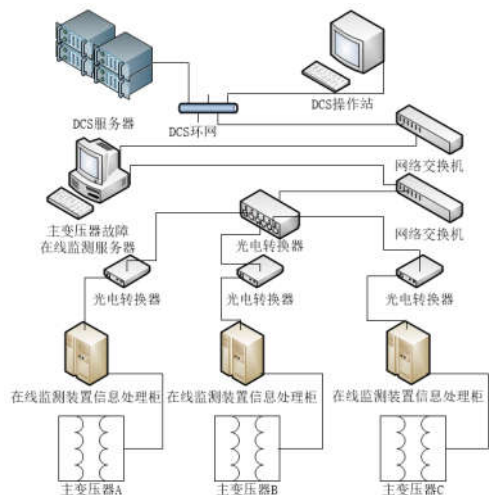 DCS服务器
DCS环网
DCS操作站
网络交换机
主变压器故障
在线监测服务器
光电转换器
网络交换机
光电转换器
光电转换器
光电转换器
在线监测装置信息处理柜
在线监测装置信息处理柜
在线监测装置信息处理柜
主变压器A
主变压器B
主变压器C